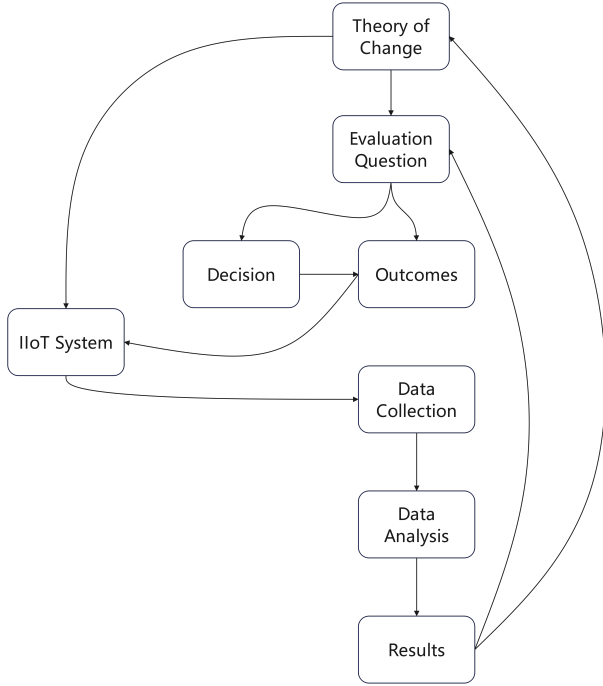 Theory of
Change
Evaluation
Question
Decision
Outcomes
IIoT System
Data
Collection
Data
Analysis
Results